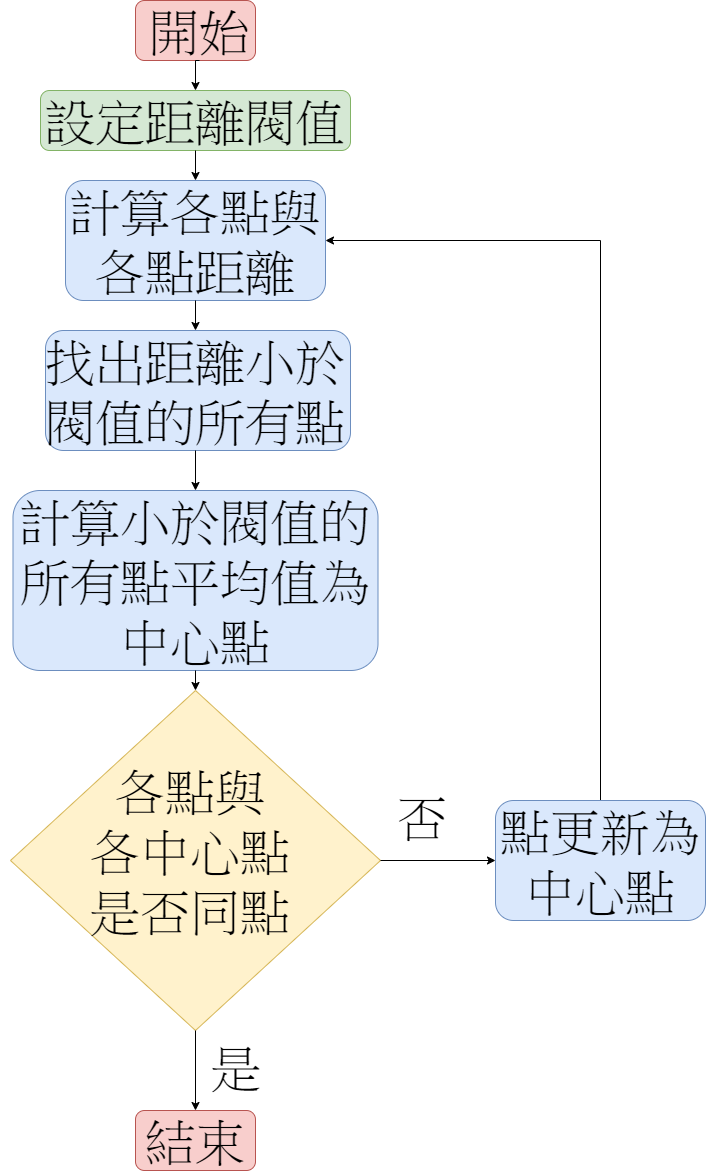 開始
設定距離閥值
計算各點與
各點距離
找出距離小於
閥值的所有點
計算小於閥值的
所有點平均值為
中心點
各點與
各中心點
是否同點
否
點更新為
中心點
是
結束